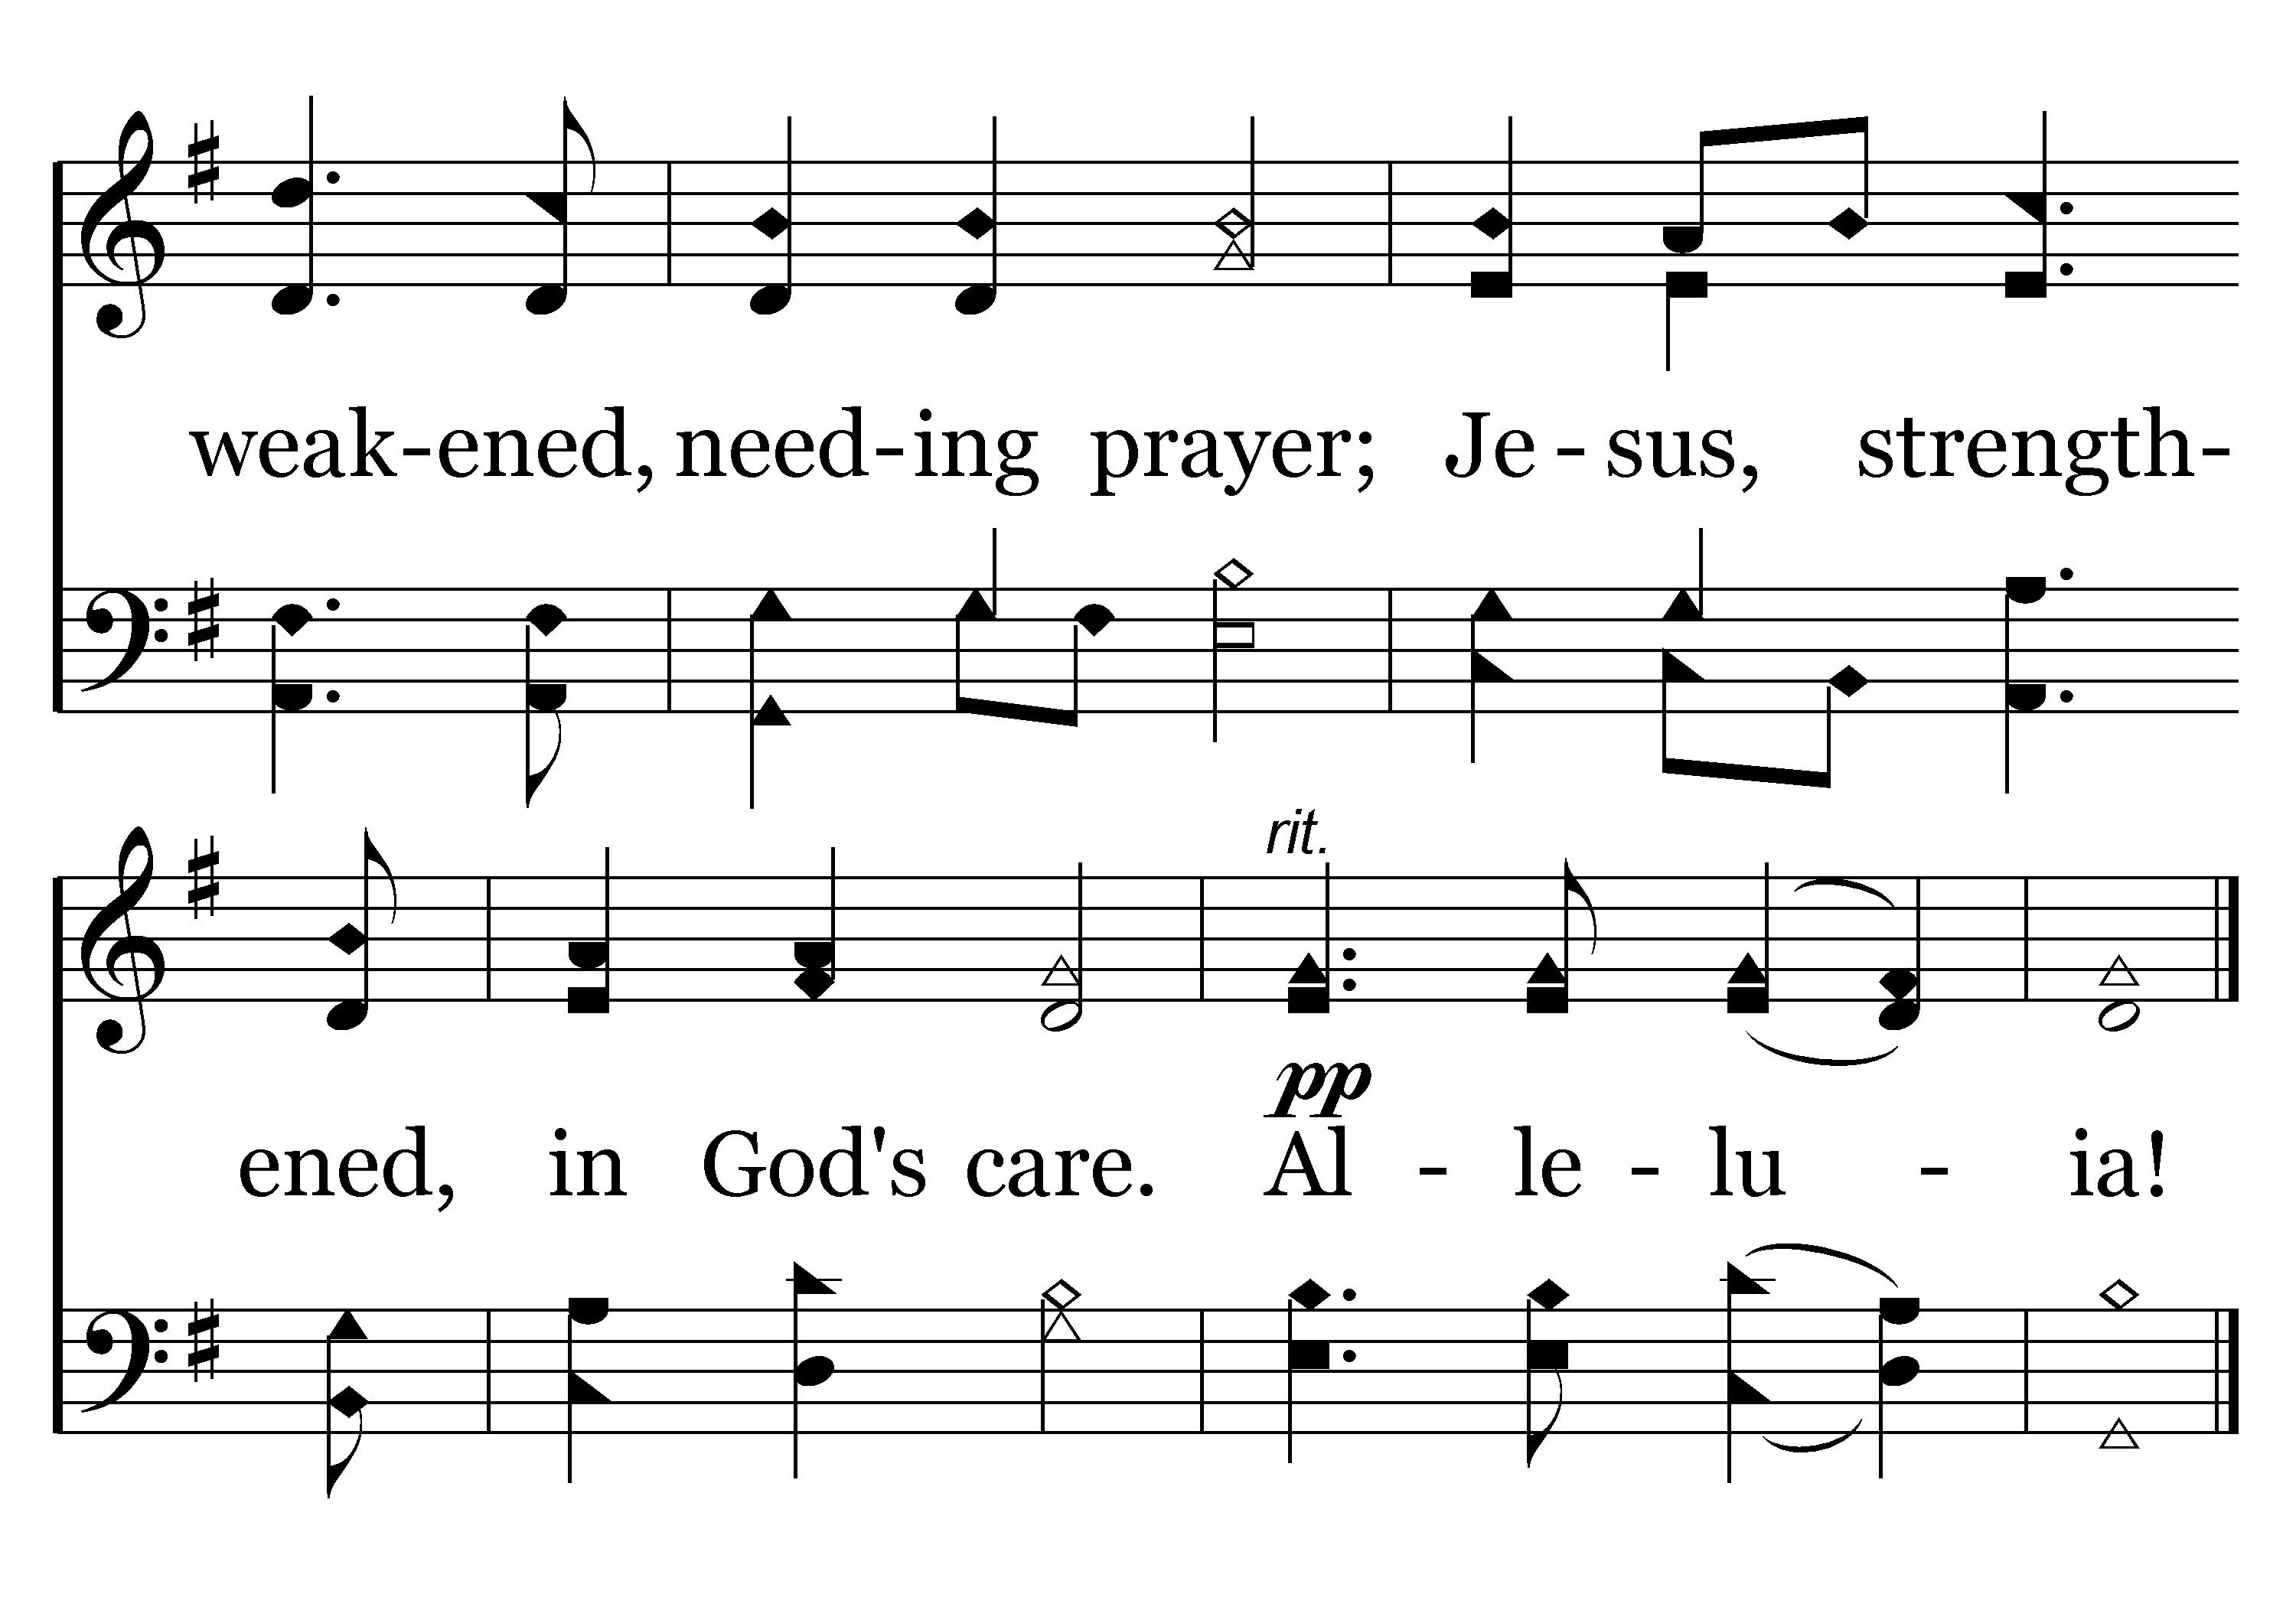 weak-ened, need-ing prayer; Je - sus, strength-
rit.
pp
ened, in God's care. Al - le - lu - ia!